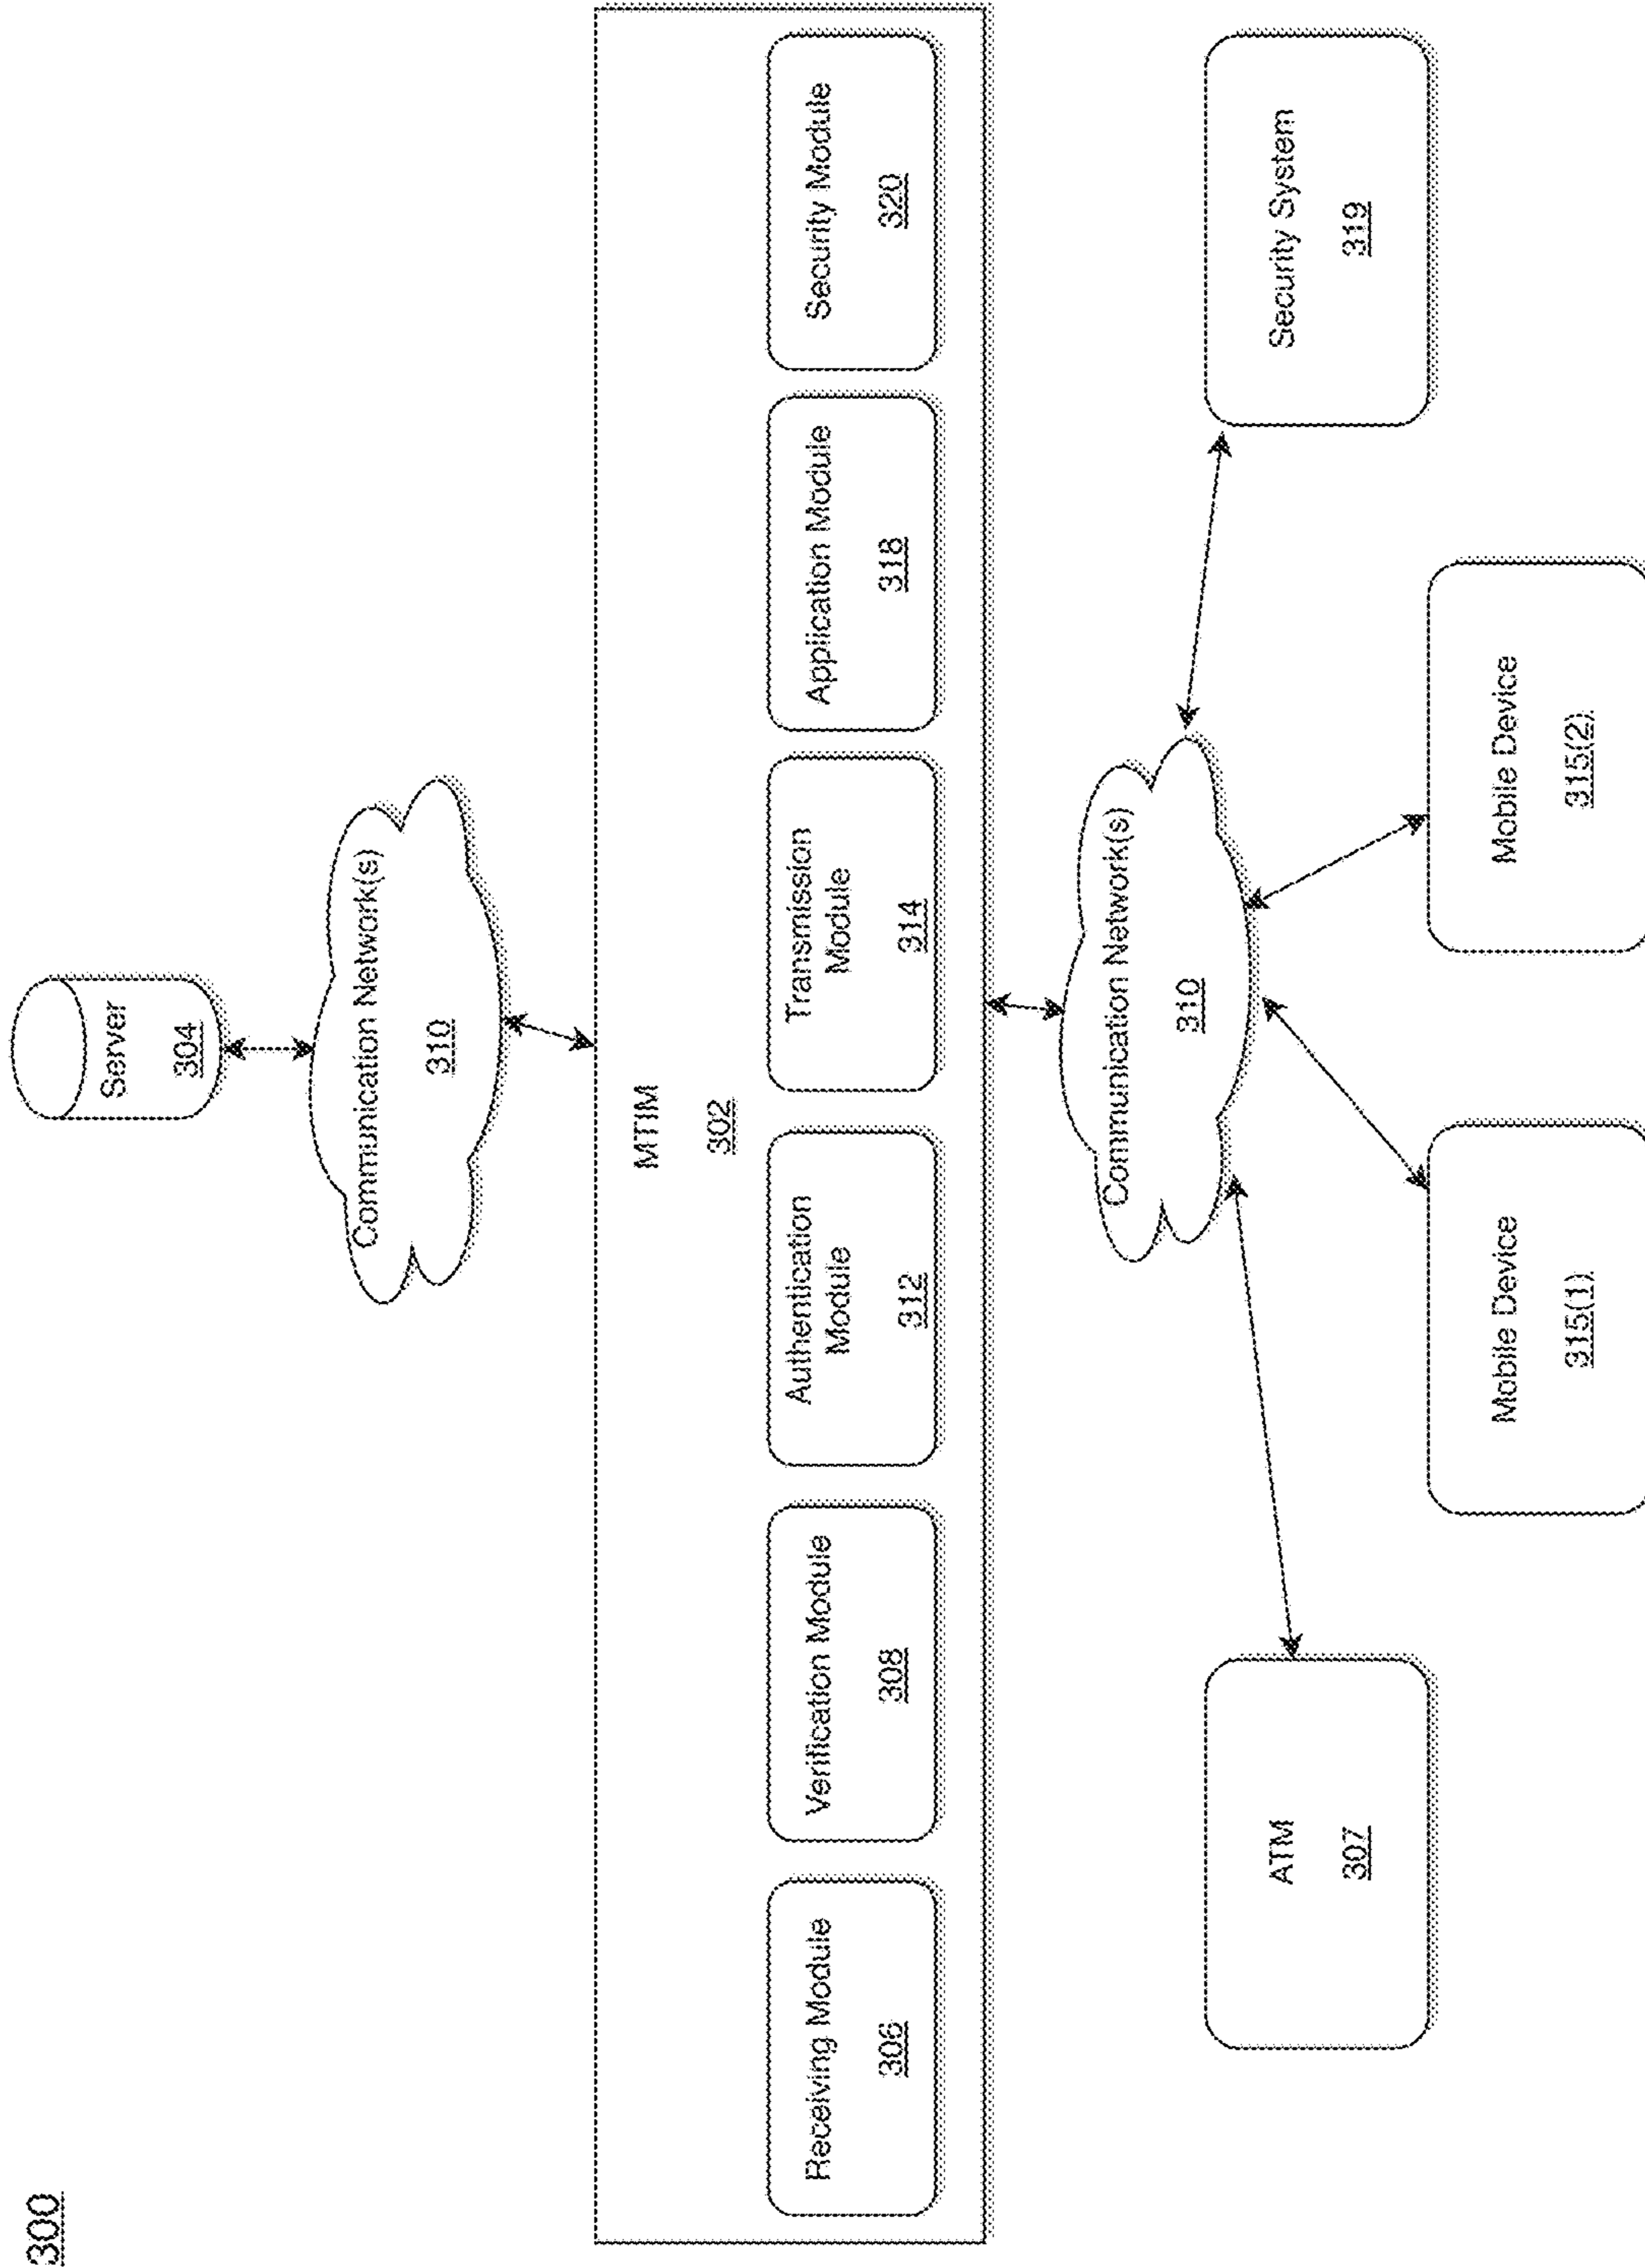 300
Server
304
Communication Network(s)
310
MTIM
302
Receiving Module
306
Verification Module
308
Authentication
Module
312
Transmission
Module
314
Application Module
318
Security Module
320
Communication Network(s)
310
ATM
307
Security System
319
Mobile Device
315(1)
Mobile Device
315(2)